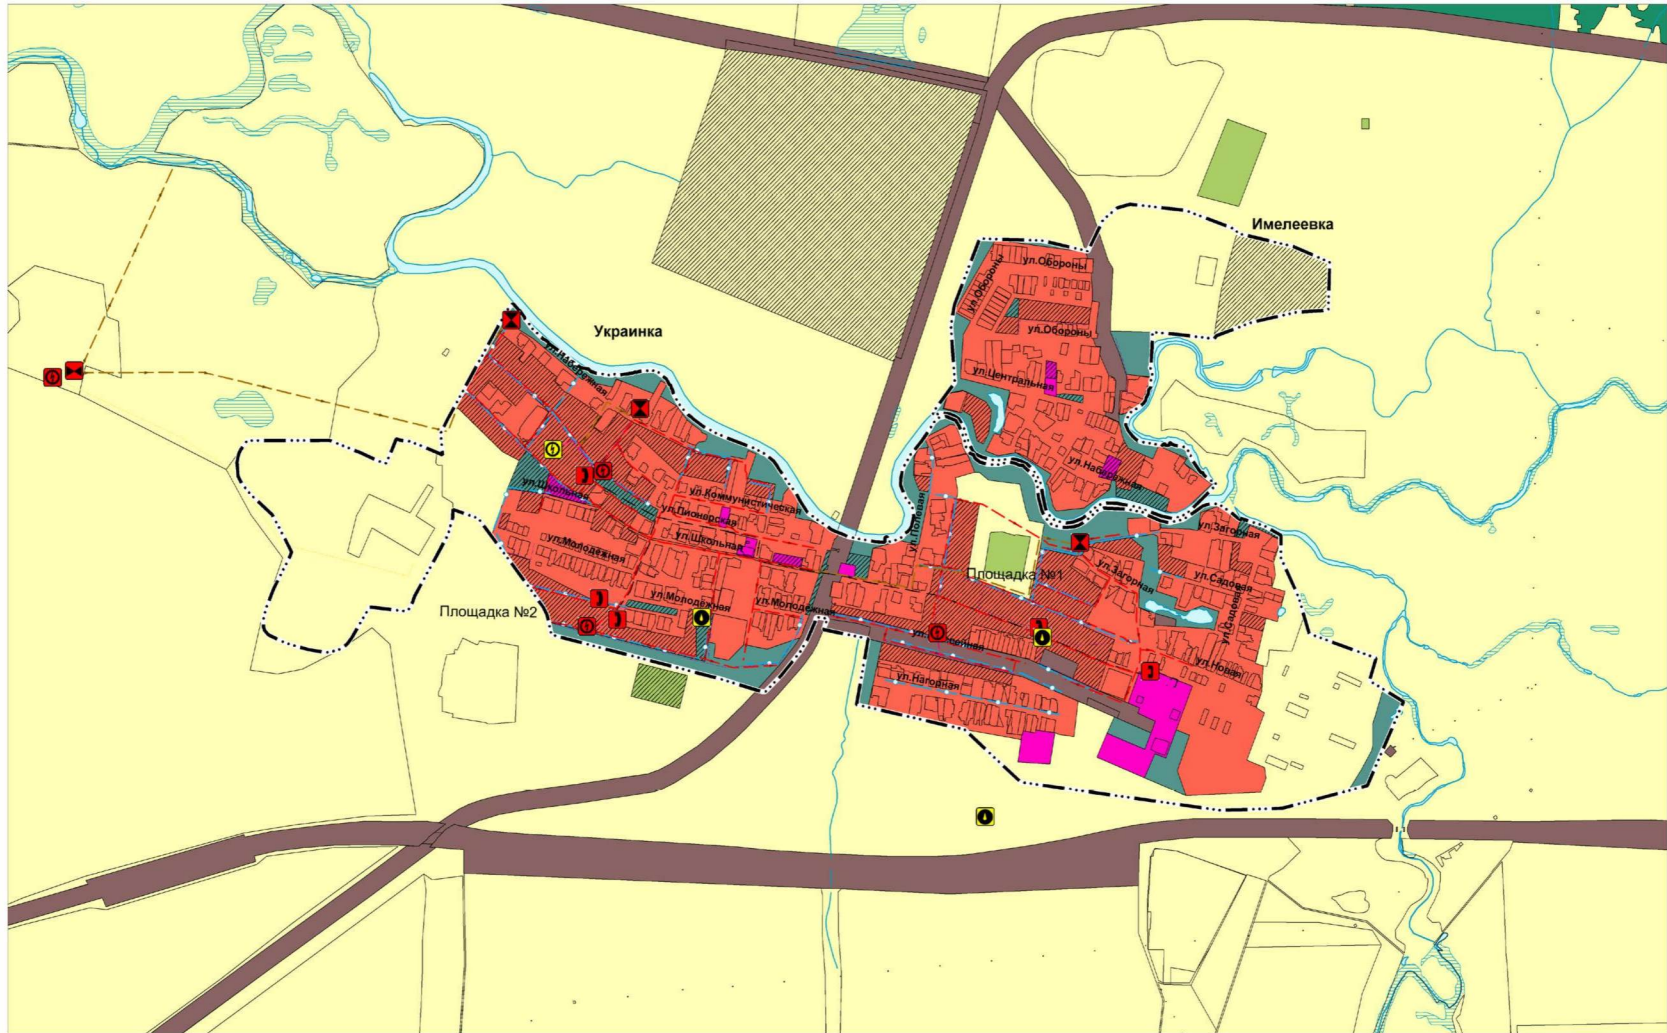 Имелеевка
ул.Обороны
ул.Обороны
ул.Обороны
Украинка
ул.Набережная
ул.Центральная
ул.Набережная
ул.Школьная
ул.Коммунистическая
ул.Пионерская
ул.Школьная
ул.Полевая
ул.Загорная
ул.Молодежная
Площадка №1
ул.Загорная
ул.Садовая
ул.Садовая
Площадка №2
ул.Молодежная
ул.Молодежная
ул.Новая
ул.Нагорная